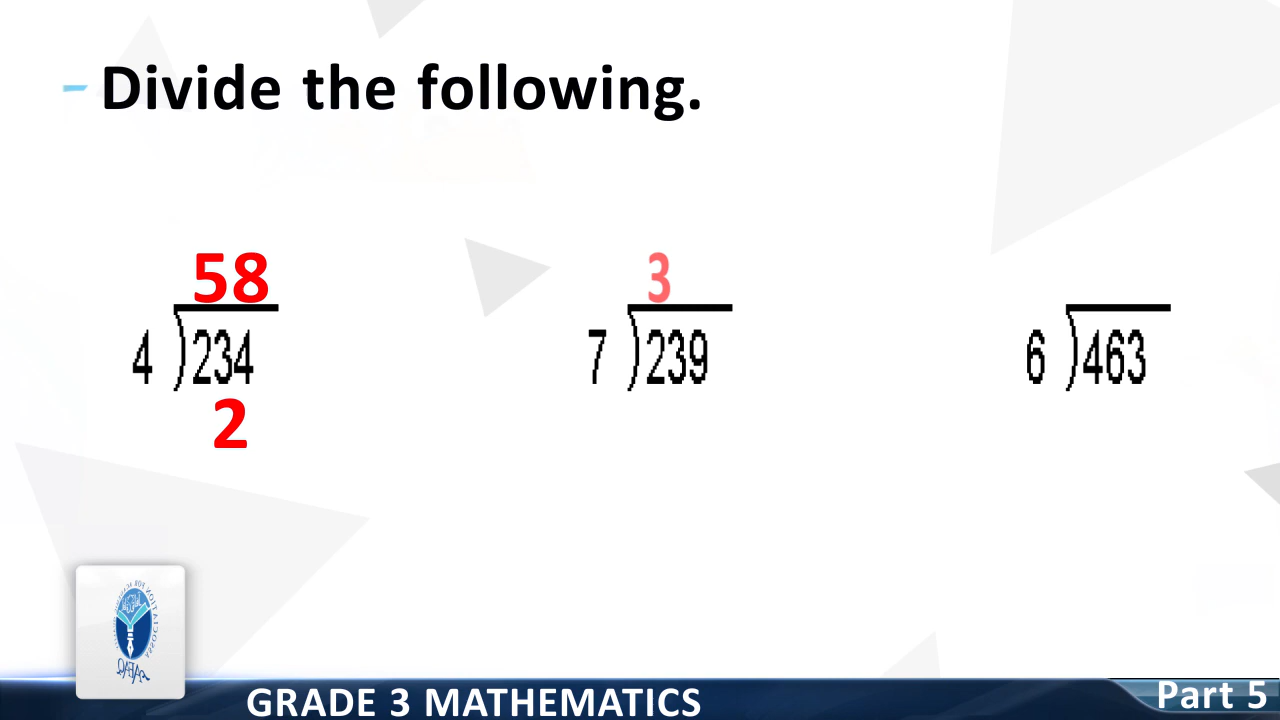 - Divide the following.
58 3
4 ) 234 7 ) 239 6 ) 463
2
GRADE 3 MATHEMATICS
Part 5